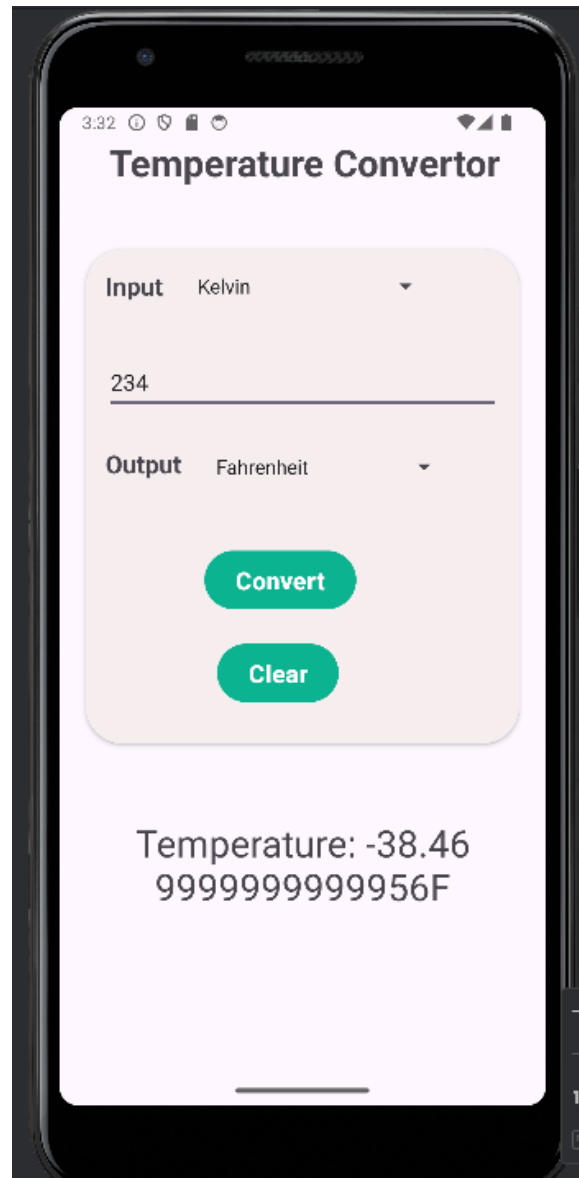 3:32
Temperature Convertor
Input Kelvin
234
Output Fahrenheit
Convert
Clear
Temperature: -38.46
9999999999956F